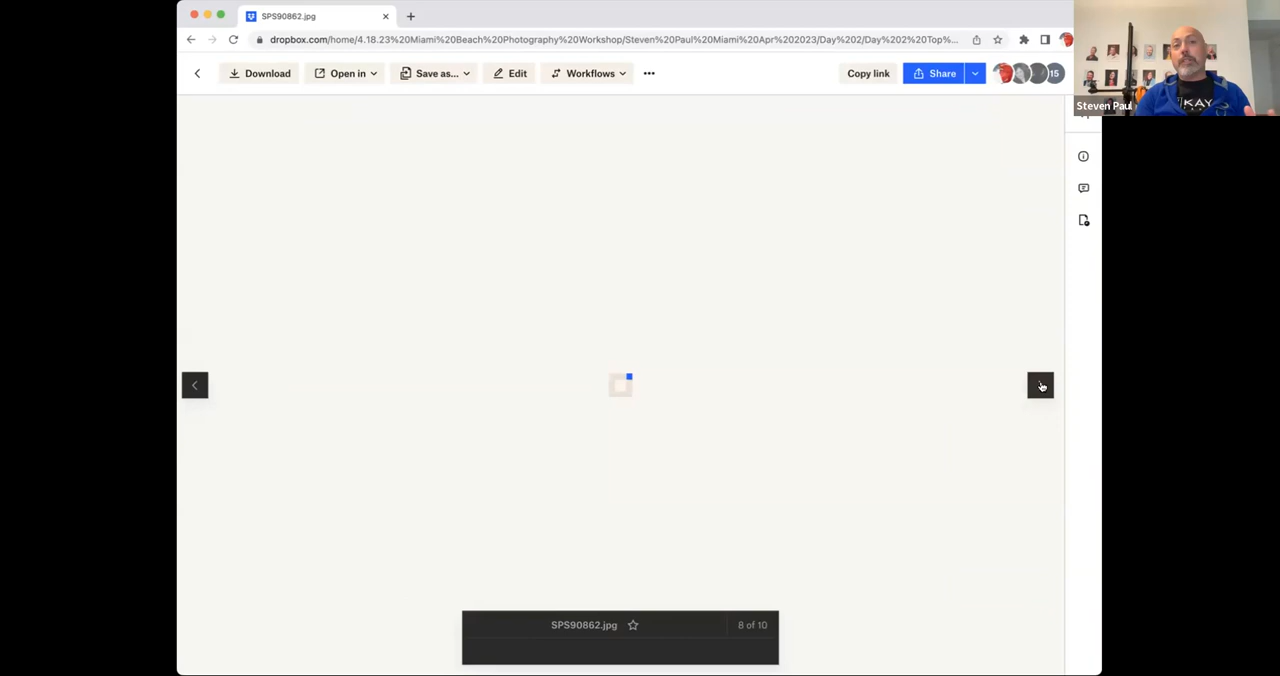 SPS90862.jpg
dropbox.com/home/4.18.23%20Miami%20Beach%20Photography%20Workshop/Steven%20Paul%20Miami%20Apr%202023/Day%202/Day%202%20Top%...
Download Open in Save as... Edit Workflows Copy link Share 15
Steven Paul
KAY
SPS90862.jpg 8 of 10